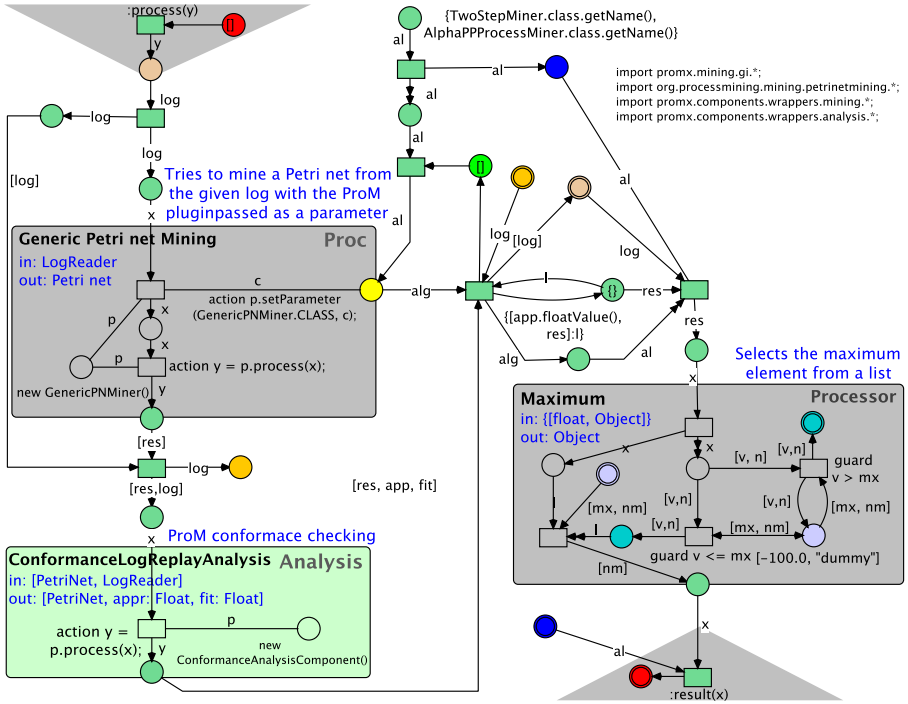 :process(y)
[]
y
log
log
[log]
log
x
Tries to mine a Petri net from
the given log with the ProM
pluginpassed as a parameter
Generic Petri net Mining
Proc
in: LogReader
out: Petri net
c
action p.setParameter
(GenericPNMiner.CLASS, c);
p
x
x
p
action y = p.process(x);
new GenericPNMiner()
y
[res]
log
[res,log]
ProM conformace checking
x
ConformanceLogReplayAnalysis
Analysis
in: [PetriNet, LogReader]
out: [PetriNet, appr: Float, fit: Float]
action y =
p.process(x);
p
y
new
ConformanceAnalysisComponent()
{TwoStepMiner.class.getName(),
AlphaPPProcessMiner.class.getName()}
al
al
al
al
[]
al
alg
log
[log]
log
al
l
{}
res
{[app.floatValue(),
res]:l}
alg
al
[res, app, fit]
import promx.mining.gi.*;
import org.processmining.mining.petrinetmining.*;
import promx.components.wrappers.mining.*;
import promx.components.wrappers.analysis.*;
res
Selects the maximum
element from a list
x
Maximum
Processor
in: {[float, Object]}
out: Object
x
x
[v, n]
[v,n]
guard
v > mx
[v,n]
[mx, nm]
l
[mx, nm]
[v,n]
[v,n]
l
[mx, nm]
guard v <= mx
[-100.0, "dummy"]
[nm]
x
al
:result(x)